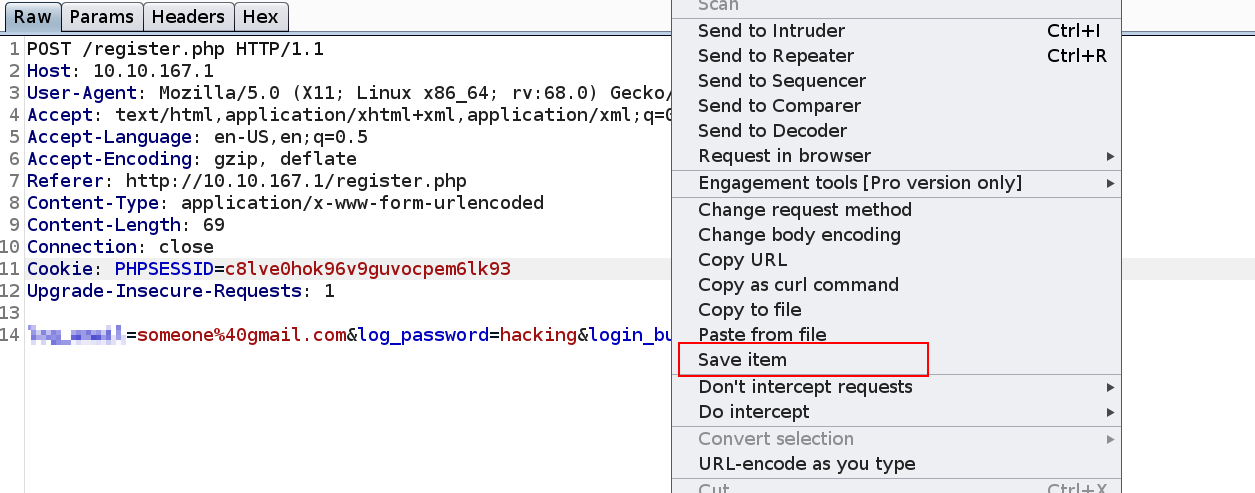 Raw Params Headers Hex
1 POST /register.php HTTP/1.1
2 Host: 10.10.167.1
3 User-Agent: Mozilla/5.0 (X11; Linux x86_64; rv:68.0) Gecko/
4 Accept: text/html,application/xhtml+xml,application/xml;q=0
5 Accept-Language: en-US,en;q=0.5
6 Accept-Encoding: gzip, deflate
7 Referer: http://10.10.167.1/register.php
8 Content-Type: application/x-www-form-urlencoded
9 Content-Length: 69
10 Connection: close
11 Cookie: PHPSESSID=c8lve0hok96v9guvocpem6lk93
12 Upgrade-Insecure-Requests: 1
13
14 =someone%40gmail.com&log_password=hacking&login_bu
Scan
Send to Intruder Ctrl+I
Send to Repeater Ctrl+R
Send to Sequencer
Send to Comparer
Send to Decoder
Request in browser
Engagement tools [Pro version only]
Change request method
Change body encoding
Copy URL
Copy as curl command
Copy to file
Paste from file
Save item
Don't intercept requests
Do intercept
Convert selection
URL-encode as you type
Cut Ctrl+X